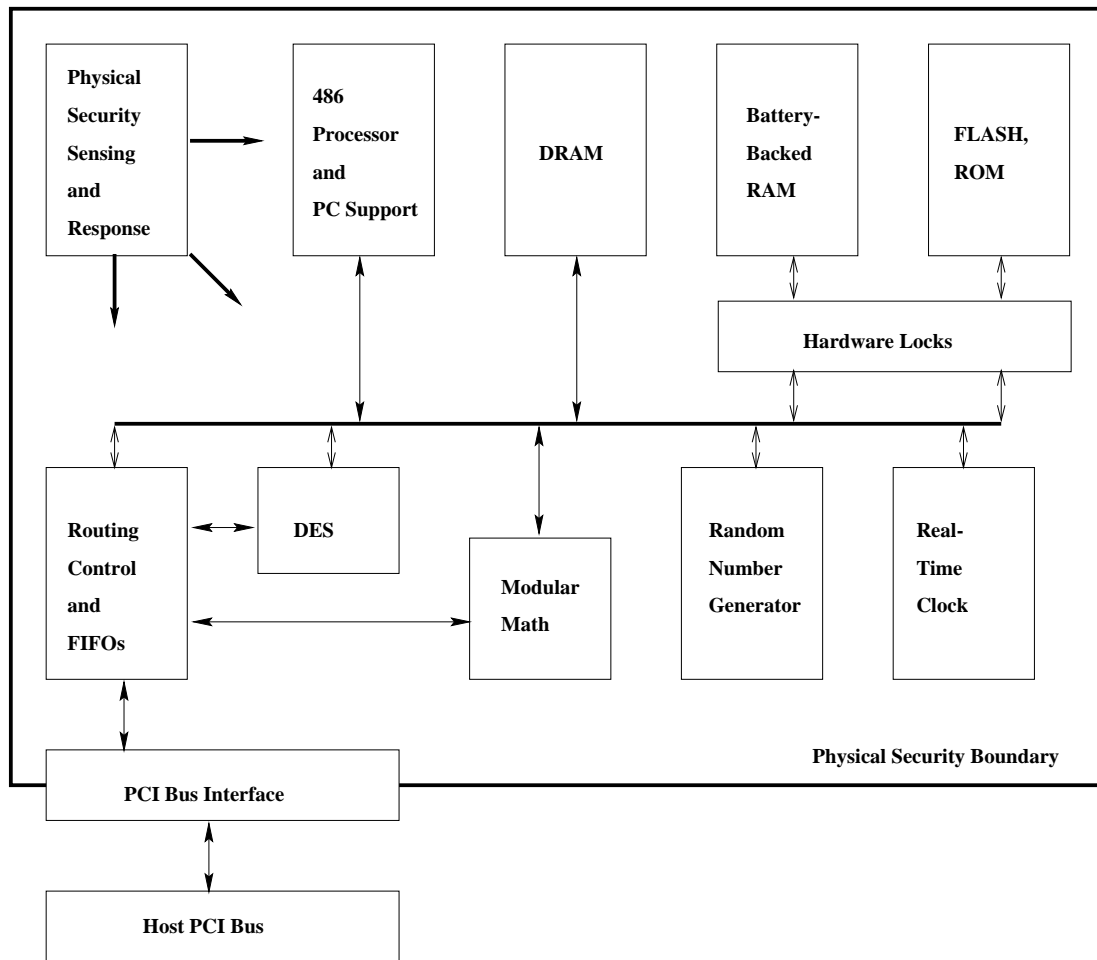 Physical
Security
Sensing
and
Response
486
Processor
and
PC Support
DRAM
Battery-
Backed
RAM
FLASH,
ROM
Hardware Locks
Routing
Control
and
FIFOs
DES
Modular
Math
Random
Number
Generator
Real-
Time
Clock
Physical Security Boundary
PCI Bus Interface
Host PCI Bus